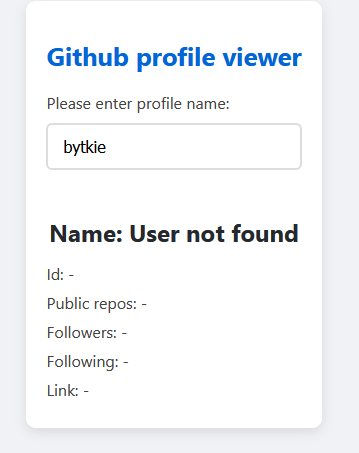 Github profile viewer
Please enter profile name:
bytkie
Name: User not found
Id: -
Public repos: -
Followers: -
Following: -
Link: -